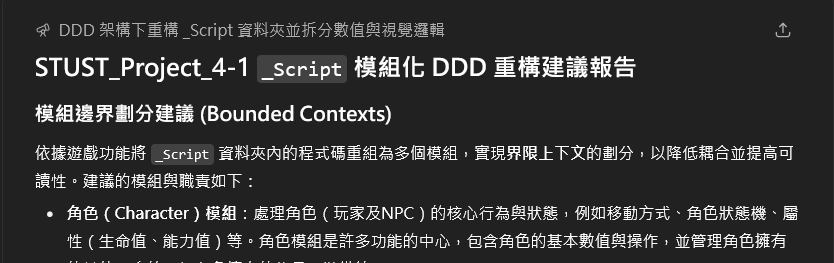 DDD 架構下重構 _Script 資料夾並拆分數值與視覺邏輯
STUST_Project_4-1 _Script 模組化 DDD 重構建議報告
模組邊界劃分建議 (Bounded Contexts)
依據遊戲功能將 _Script 資料夾內的程式碼重組為多個模組，實現界限上下文的劃分，以降低耦合並提高可
讀性。建議的模組與職責如下：
• 角色（Character）模組：處理角色（玩家及NPC）的核心行為與狀態，例如移動方式、角色狀態機、屬
性（生命值、能力值）等。角色模組是許多功能的中心，包含角色的基本數值與操作，並管理角色擁有